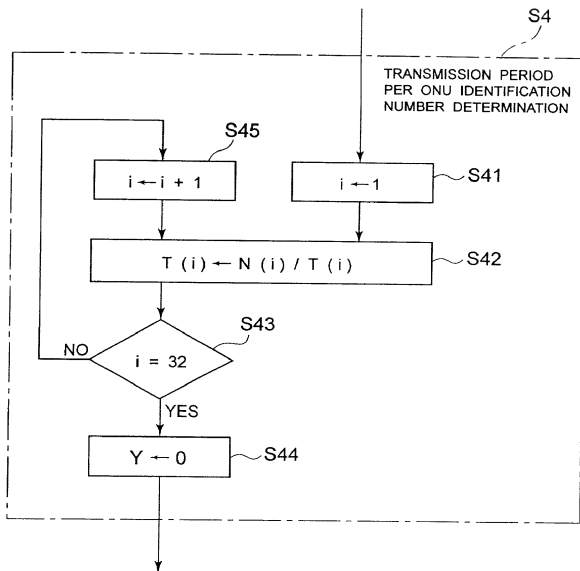 S4
TRANSMISSION PERIOD
PER ONU IDENTIFICATION
NUMBER DETERMINATION
S45
i ← i + 1
S41
i ← 1
S42
T (i) ← N (i) / T (i)
S43
i = 32
NO
YES
S44
Y ← 0